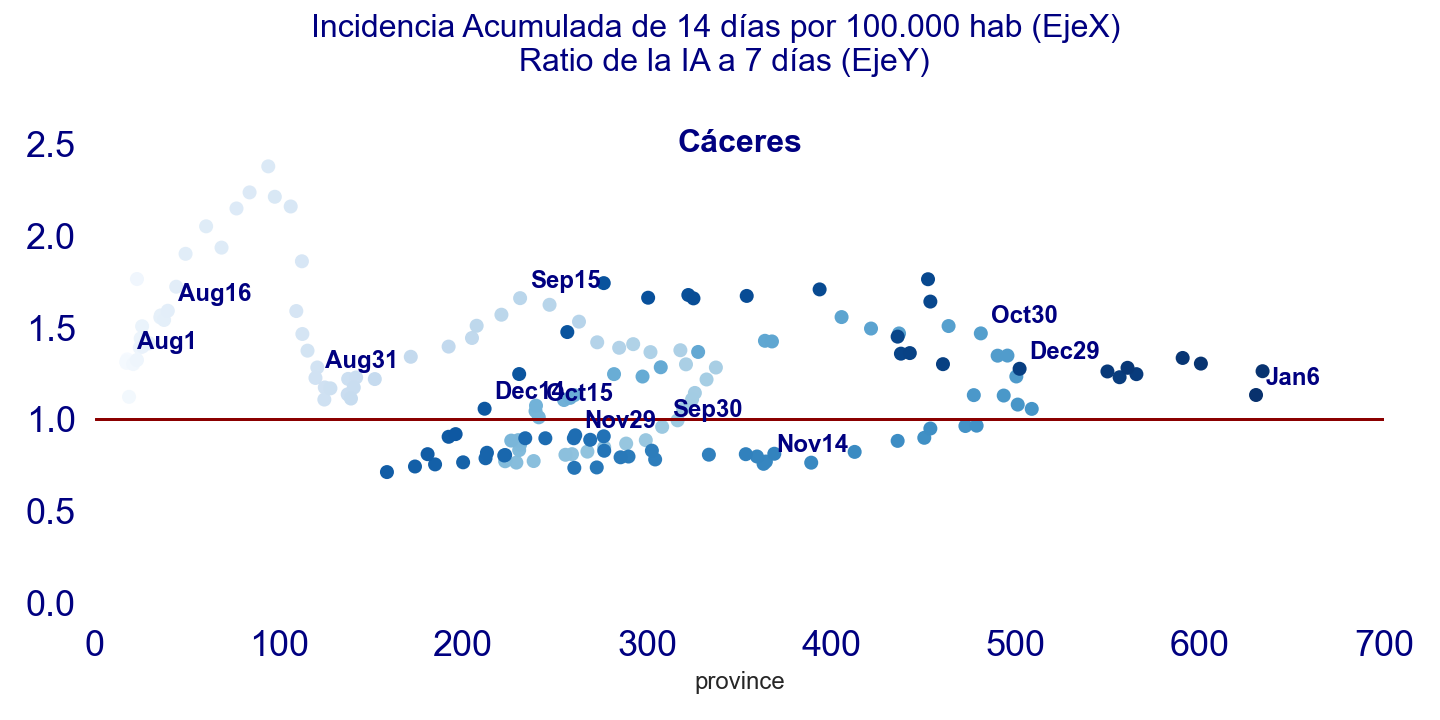 Incidencia Acumulada de 14 días por 100.000 hab (EjeX)
Ratio de la IA a 7 días (EjeY)
Cáceres
2.5
2.0
1.5
1.0
0.5
0.0
Sep15
Aug16
Oct30
Aug1
Dec29
Aug31
Jan6
Dec14
Oct15
Sep30
Nov29
Nov14
0 100 200 300 400 500 600 700
province